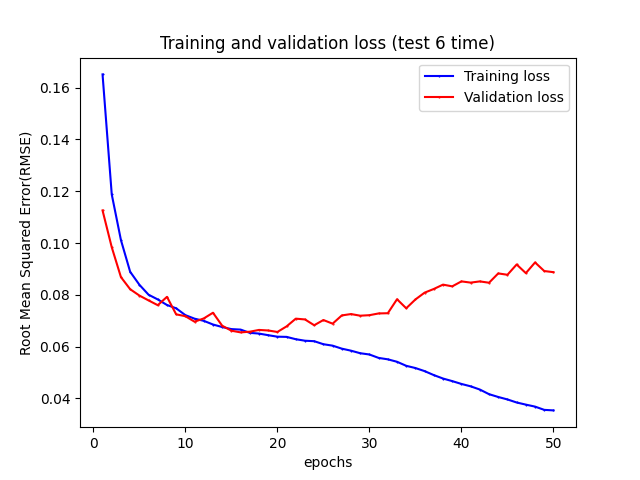 Training and validation loss (test 6 time)
Training loss
Validation loss
Root Mean Squared Error(RMSE)
0.16
0.14
0.12
0.10
0.08
0.06
0.04
0 10 20 30 40 50
epochs